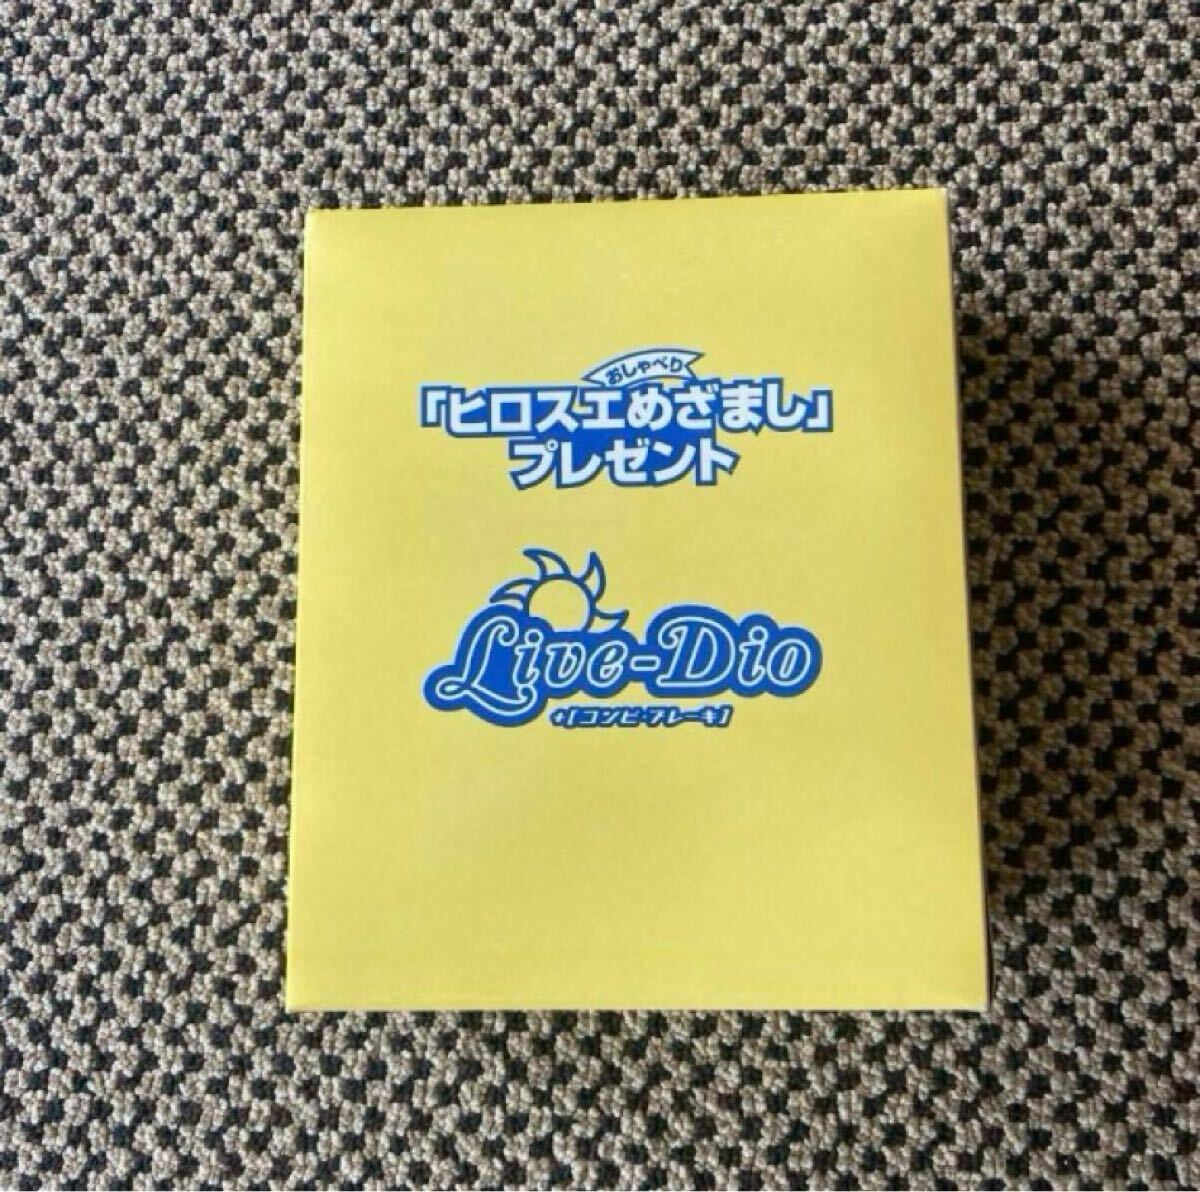 おしゃべり
「ヒロスエめざまし」
プレゼント
Live-Dio
+「コンビ・ブレーキ」